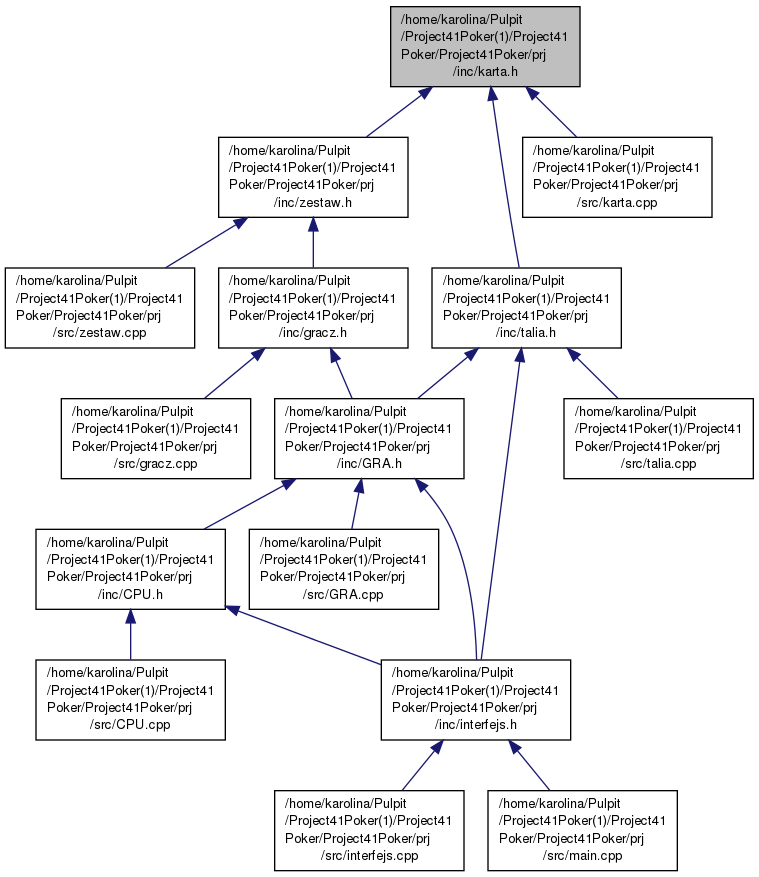 /home/karolina/Pulpit
/Project41Poker(1)/Project41
Poker/Project41Poker/prj
/inc/karta.h
/home/karolina/Pulpit
/Project41Poker(1)/Project41
Poker/Project41Poker/prj
/inc/zestaw.h
/home/karolina/Pulpit
/Project41Poker(1)/Project41
Poker/Project41Poker/prj
/src/karta.cpp
/home/karolina/Pulpit
/Project41Poker(1)/Project41
Poker/Project41Poker/prj
/src/zestaw.cpp
/home/karolina/Pulpit
/Project41Poker(1)/Project41
Poker/Project41Poker/prj
/inc/gracz.h
/home/karolina/Pulpit
/Project41Poker(1)/Project41
Poker/Project41Poker/prj
/inc/talia.h
/home/karolina/Pulpit
/Project41Poker(1)/Project41
Poker/Project41Poker/prj
/src/gracz.cpp
/home/karolina/Pulpit
/Project41Poker(1)/Project41
Poker/Project41Poker/prj
/inc/GRA.h
/home/karolina/Pulpit
/Project41Poker(1)/Project41
Poker/Project41Poker/prj
/src/talia.cpp
/home/karolina/Pulpit
/Project41Poker(1)/Project41
Poker/Project41Poker/prj
/inc/CPU.h
/home/karolina/Pulpit
/Project41Poker(1)/Project41
Poker/Project41Poker/prj
/src/GRA.cpp
/home/karolina/Pulpit
/Project41Poker(1)/Project41
Poker/Project41Poker/prj
/src/CPU.cpp
/home/karolina/Pulpit
/Project41Poker(1)/Project41
Poker/Project41Poker/prj
/inc/interfejs.h
/home/karolina/Pulpit
/Project41Poker(1)/Project41
Poker/Project41Poker/prj
/src/interfejs.cpp
/home/karolina/Pulpit
/Project41Poker(1)/Project41
Poker/Project41Poker/prj
/src/main.cpp